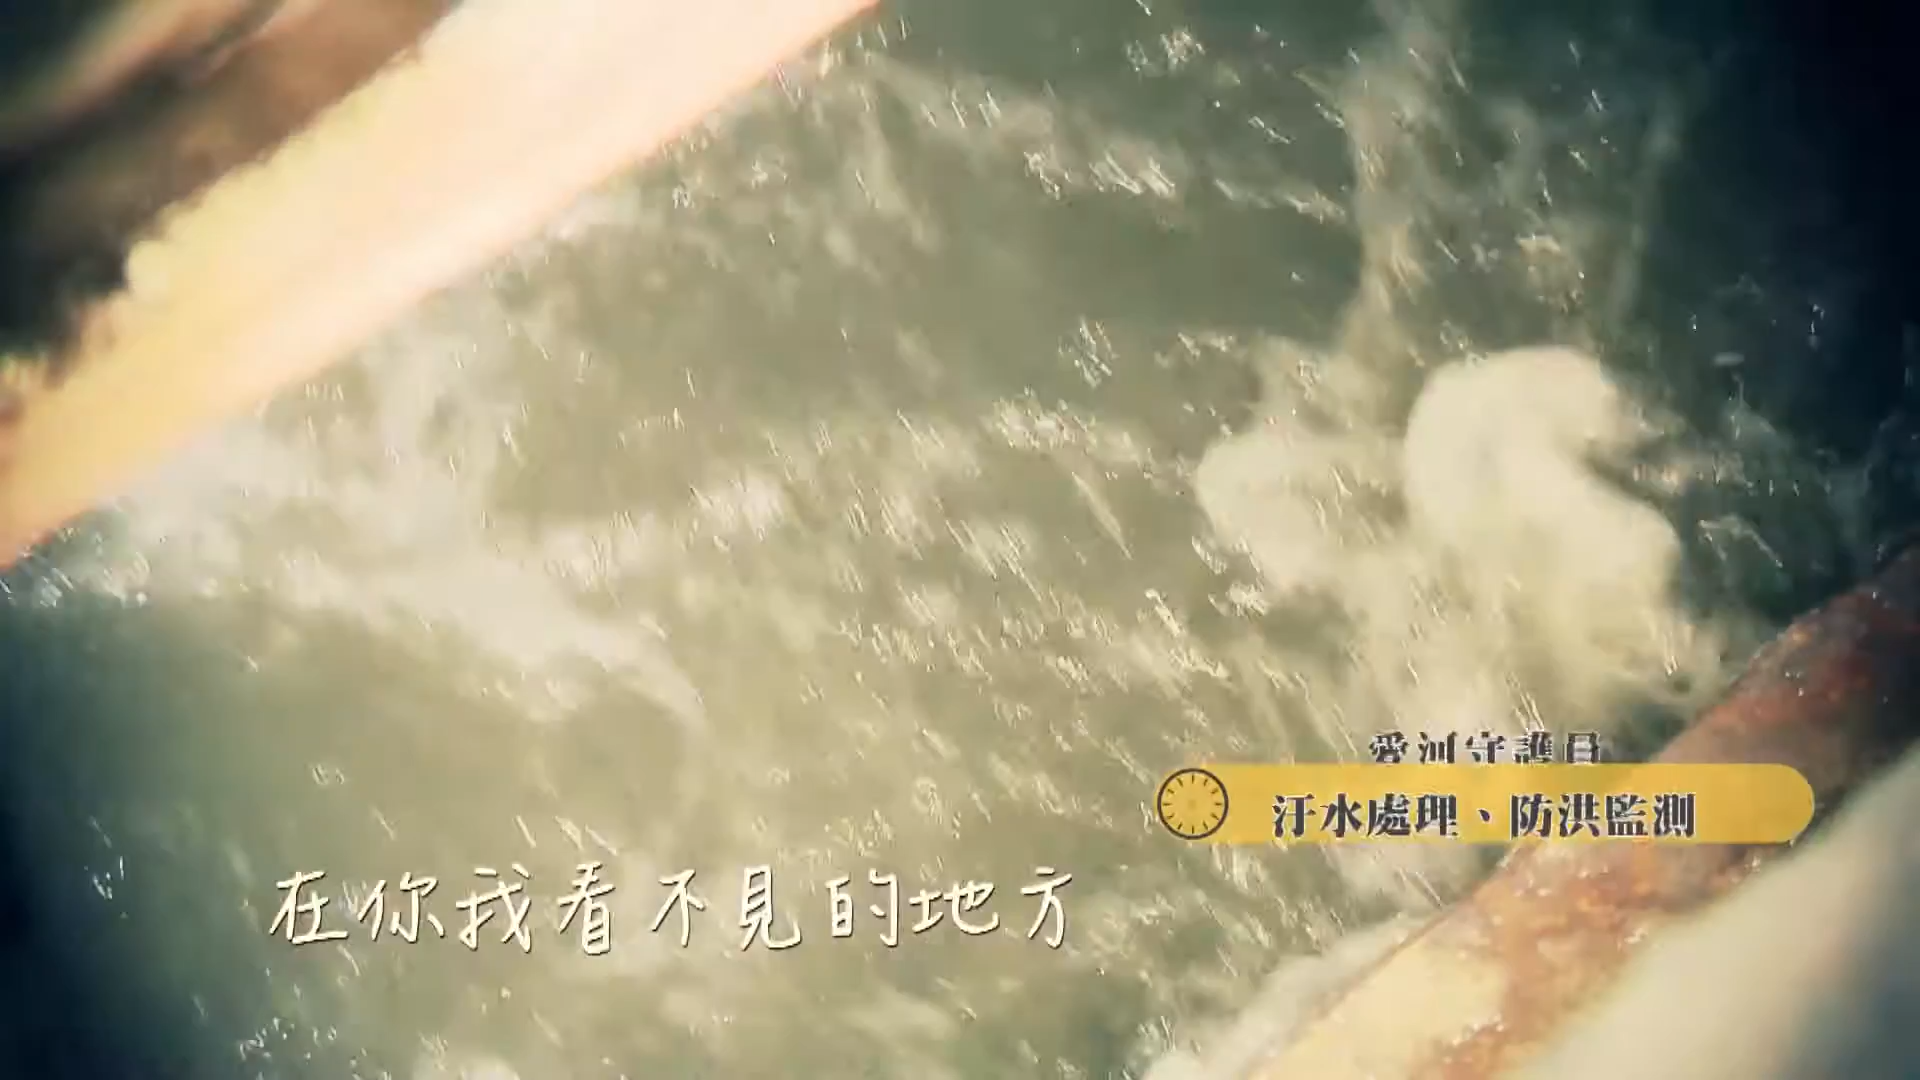 愛河守護員
汙水處理、防洪監測
在你我看不見的地方